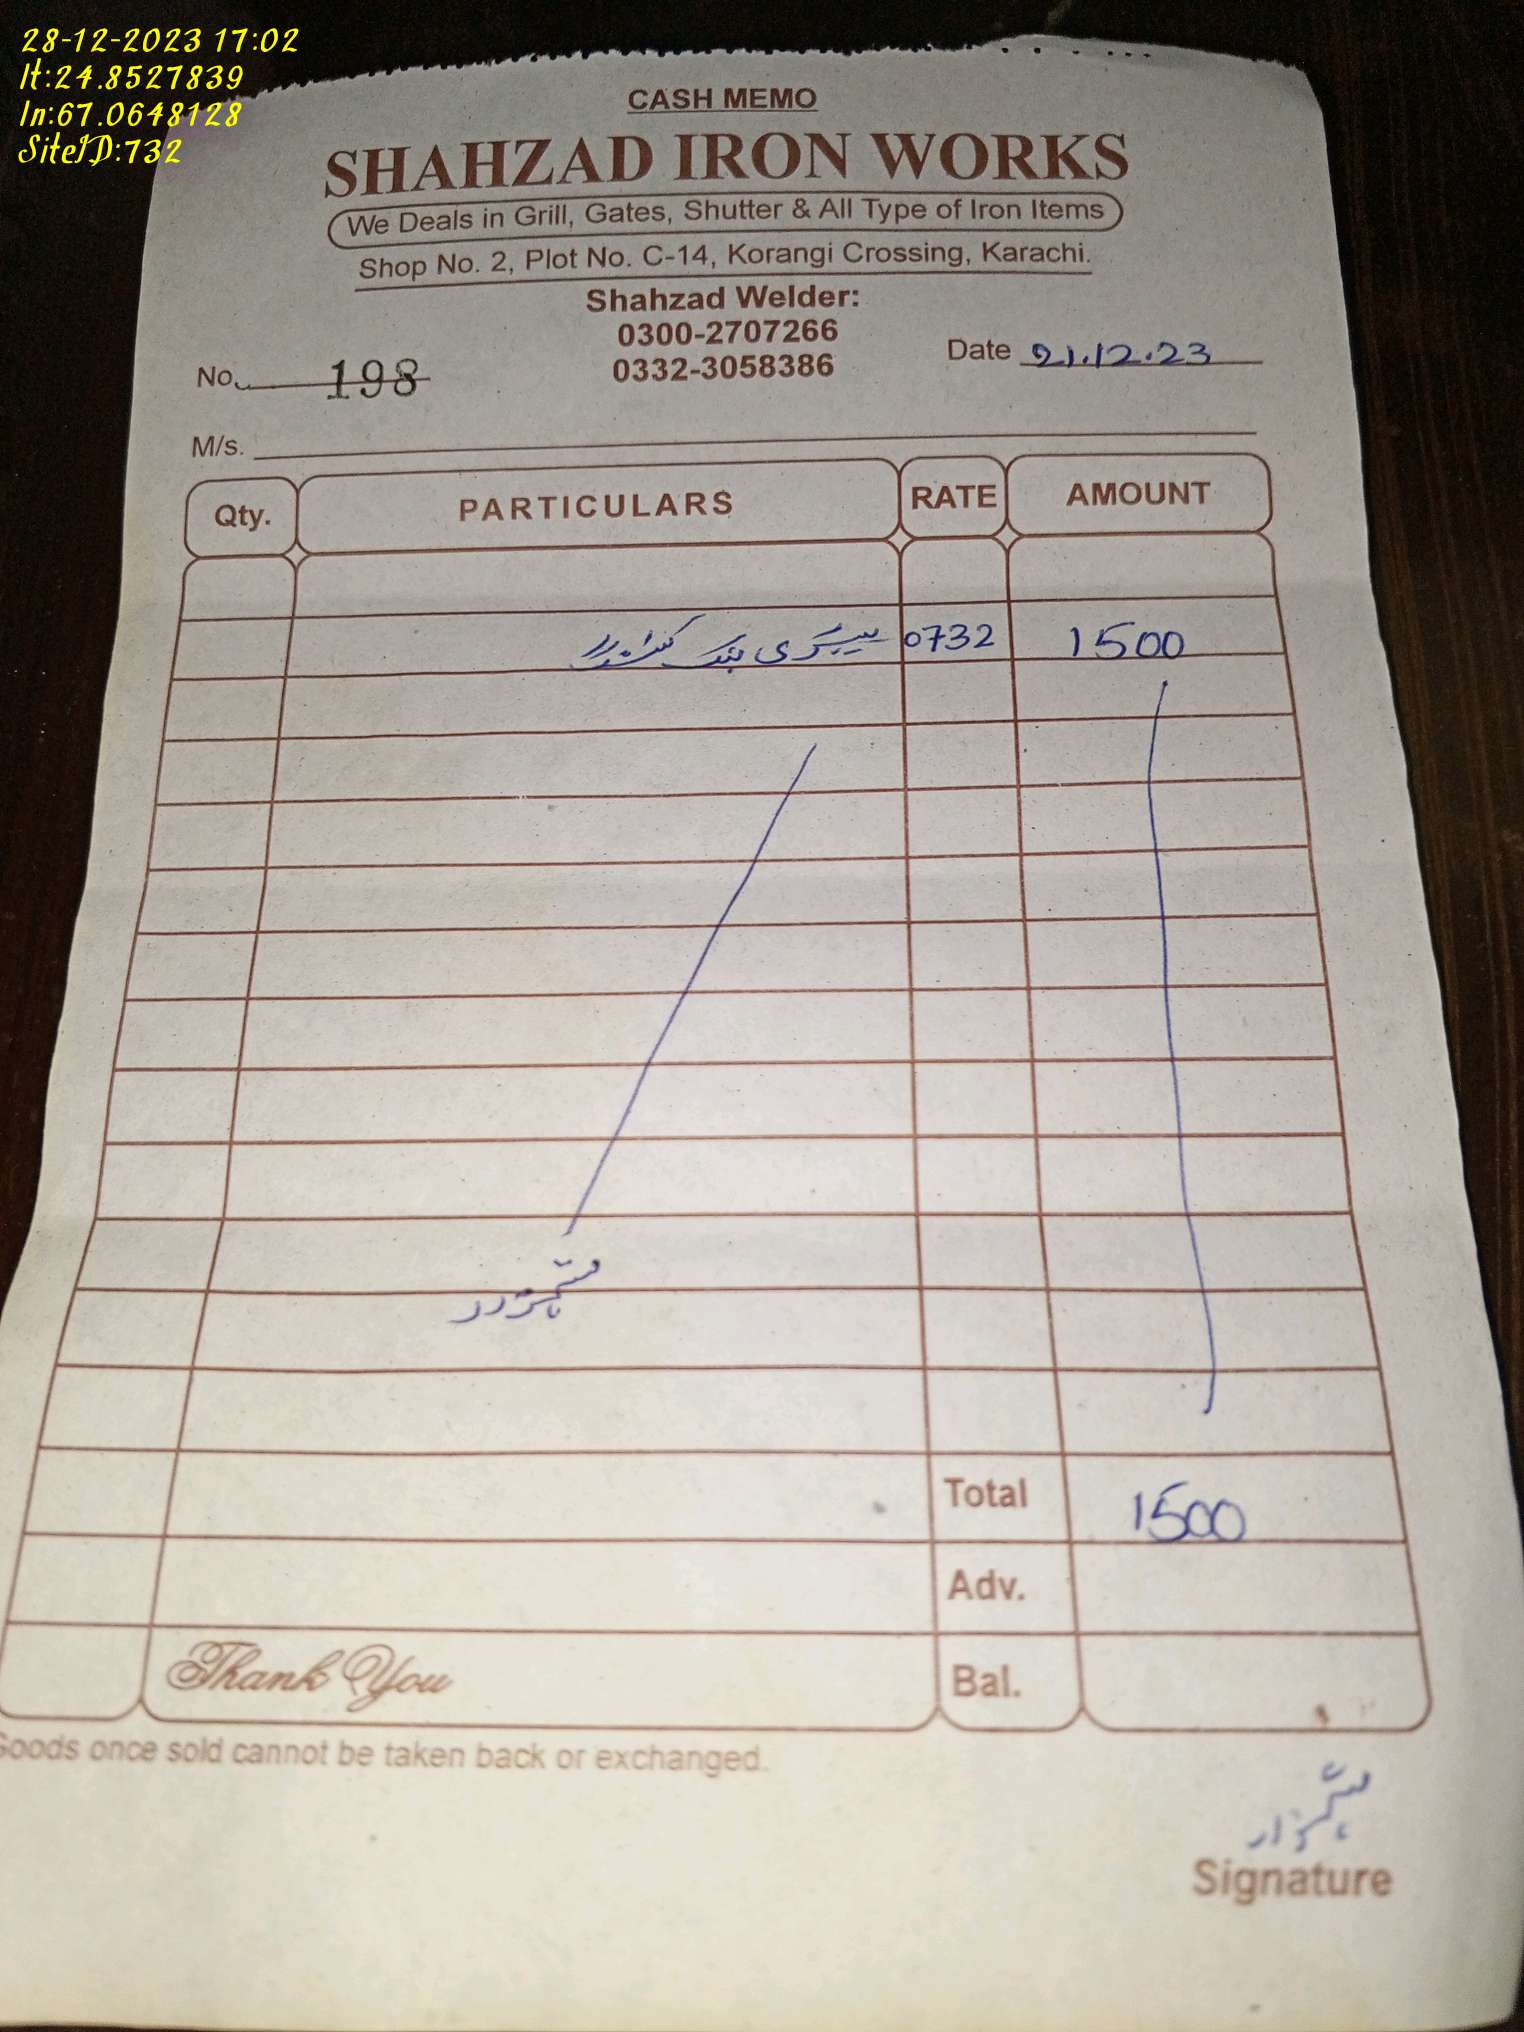 28-12-2023 17:02
lt:24.8527839
ln:67.0648128
SiteID:732
CASH MEMO
SHAHZAD IRON WORKS
We Deals in Grill, Gates, Shutter & All Type of Iron Items
Shop No. 2, Plot No. C-14, Korangi Crossing, Karachi.
Shahzad Welder:
0300-2707266
0332-3058386
No. 198
Date 21.12.23
M/s.
Qty. PARTICULARS RATE AMOUNT
0732 1500
Total 1500
Adv.
Thank You Bal.
Goods once sold cannot be taken back or exchanged.
Signature